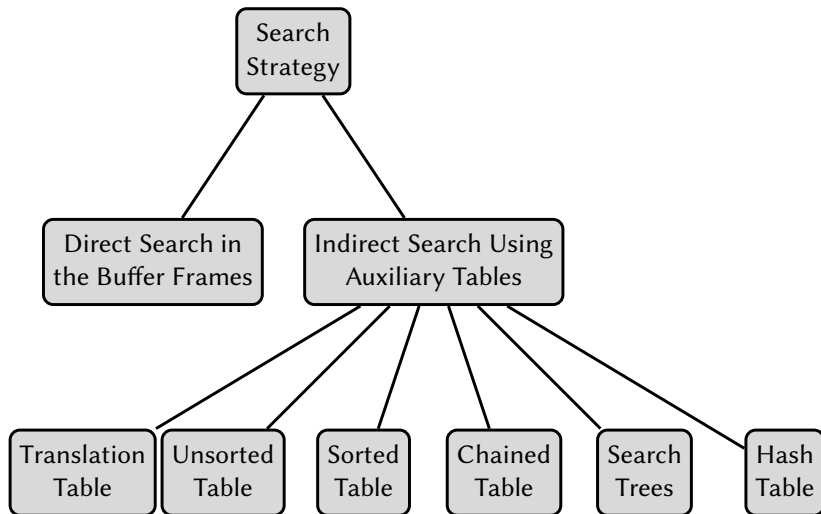 Search
Strategy
Direct Search in
the Buffer Frames
Indirect Search Using
Auxiliary Tables
Translation
Table
Unsorted
Table
Sorted
Table
Chained
Table
Search
Trees
Hash
Table